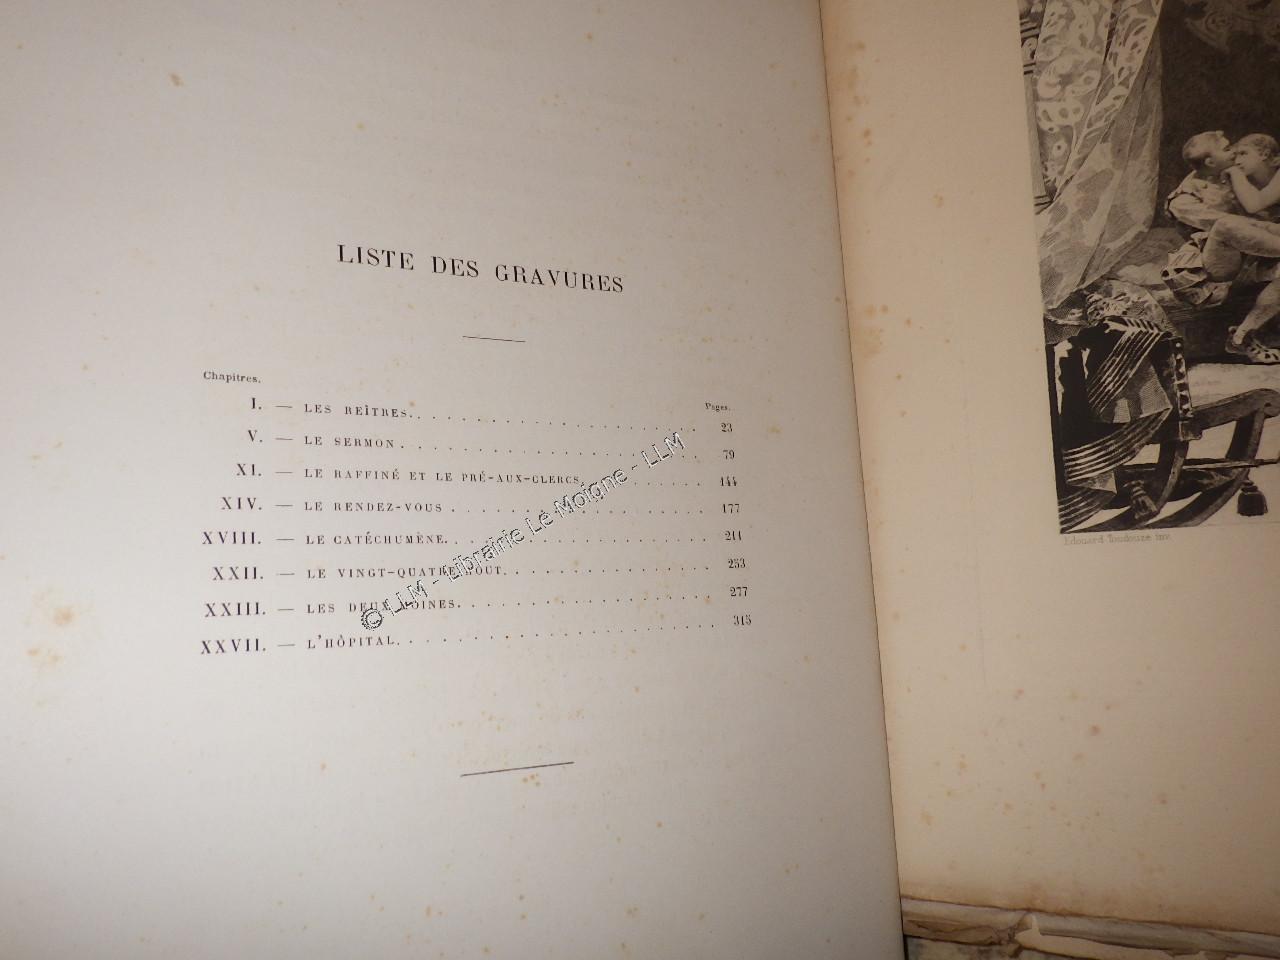 LISTE DES GRAVURES
Chapitres.
Pages.
I. — LES REÎTRES. . . . . . . . . . . . . . . . . . . 23
V. — LE SERMON . . . . . . . . . . . . . . . . . . . . 79
XI. — LE RAFFINÉ ET LE PRÉ-AUX-CLERCS. . . . . . . . . 144
XIV. — LE RENDEZ-VOUS . . . . . . . . . . . . . . . . . 177
XVIII. — LE CATÉCHUMÈNE. . . . . . . . . . . . . . . . . 211
XXII. — LE VINGT-QUATRE AOUT. . . . . . . . . . . . . . 253
XXIII. — LES DEUX MOINES. . . . . . . . . . . . . . . . . 277
XXVII. — L'HÔPITAL. . . . . . . . . . . . . . . . . . . . 315
© LLM - Librairie Le Moigne - LLM
Edouard Toudouze inv.